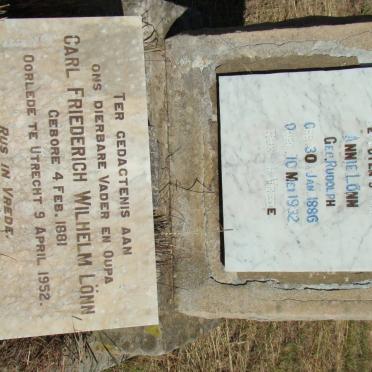 TER GEDACTENIS AAN
ONS DIERBARE VADER EN OUPA
CARL FRIEDERICH WILHELM LÖNN,
GEBORE 4 FEB. 1881
OORLEDE TE UTRECHT 9 APRIL 1952.
RUS IN VREDE.
ANNIE LÖNN
GEB. RUDOLPH
GEB. 30 JAN 1886
10 MEI 1932